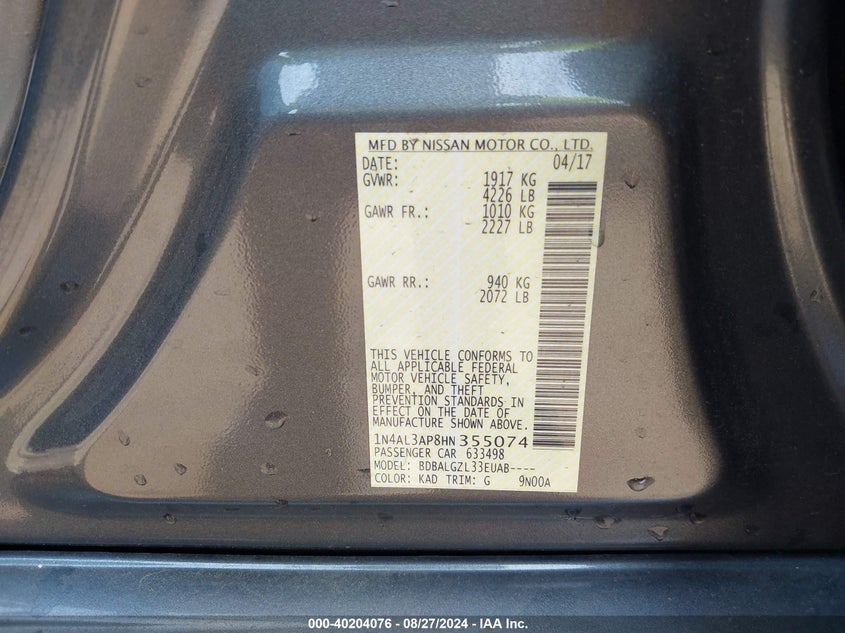 MFD BY NISSAN MOTOR CO., LTD.
DATE: 04/17
GVWR: 1917 KG
4226 LB
GAWR FR.: 1010 KG
2227 LB
GAWR RR.: 940 KG
2072 LB
THIS VEHICLE CONFORMS TO
ALL APPLICABLE FEDERAL
MOTOR VEHICLE SAFETY,
BUMPER, AND THEFT
PREVENTION STANDARDS IN
EFFECT ON THE DATE OF
MANUFACTURE SHOWN ABOVE.
1N4AL3AP8HN355074
PASSENGER CAR 633498
MODEL: BDBALGZL33EUAB----
COLOR: KAD TRIM: G 9N00A
000-40204076 - 08/27/2024 - IAA Inc.